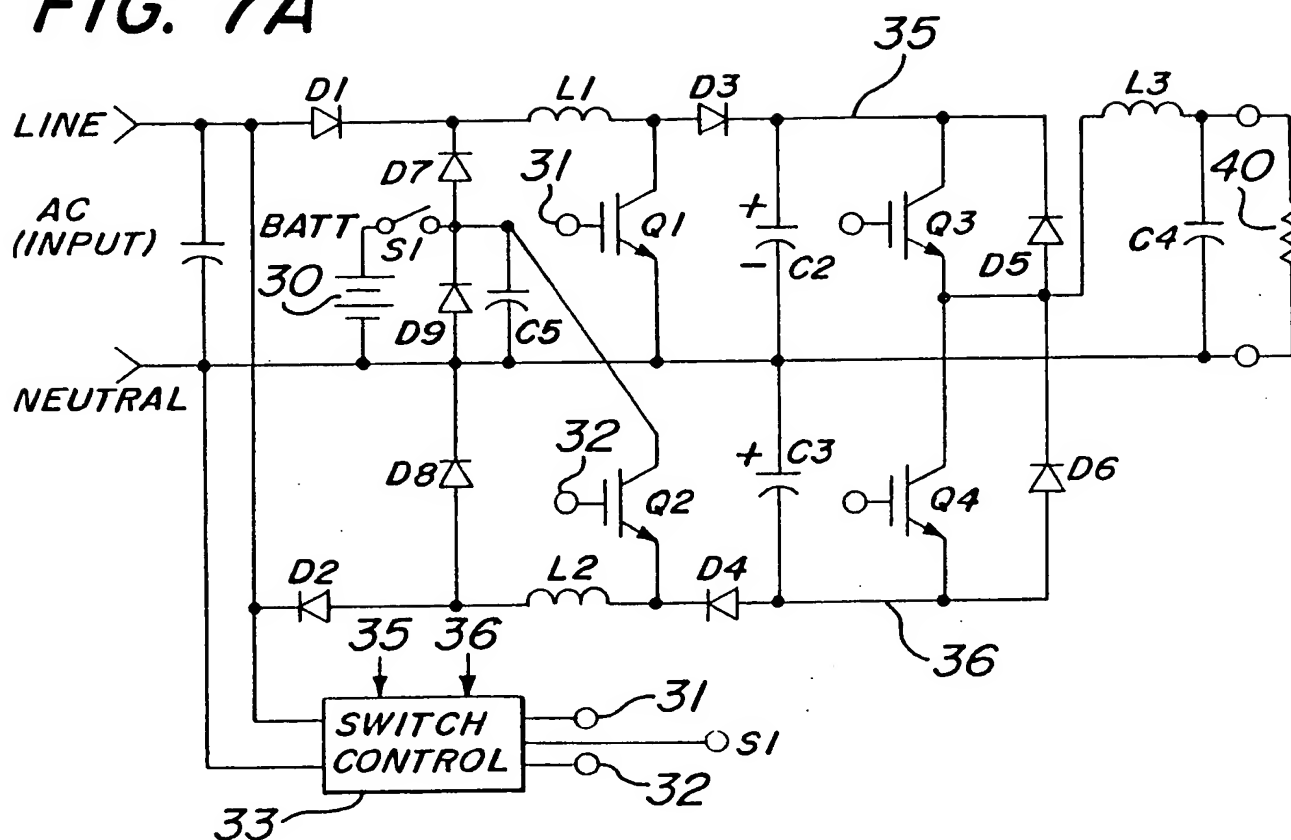 FIG. 7A
35
D1
L1
D3
L3
LINE
D7
31
40
AC
(INPUT)
BATT
S1
Q1
+
-
C2
Q3
D5
C4
30
D9
C5
NEUTRAL
D8
32
Q2
+
C3
Q4
D6
D2
L2
D4
35
36
36
SWITCH
CONTROL
31
S1
32
33